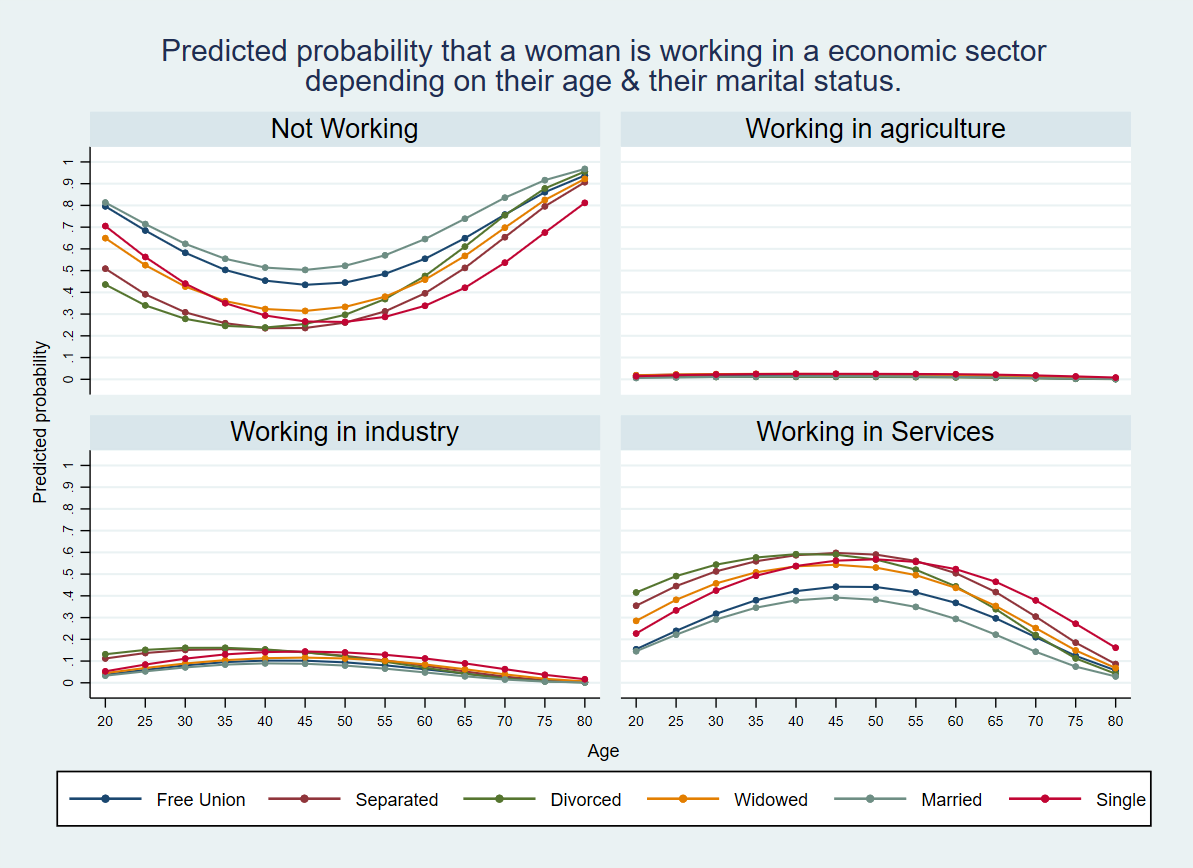 Predicted probability that a woman is working in a economic sector
depending on their age & their marital status.
Not Working
Working in agriculture
1
.9
.8
.7
.6
.5
.4
.3
.2
.1
0
Working in industry
Working in Services
1
.9
.8
.7
.6
.5
.4
.3
.2
.1
0
Predicted probability
20 25 30 35 40 45 50 55 60 65 70 75 80
20 25 30 35 40 45 50 55 60 65 70 75 80
Age
Free Union Separated Divorced Widowed Married Single